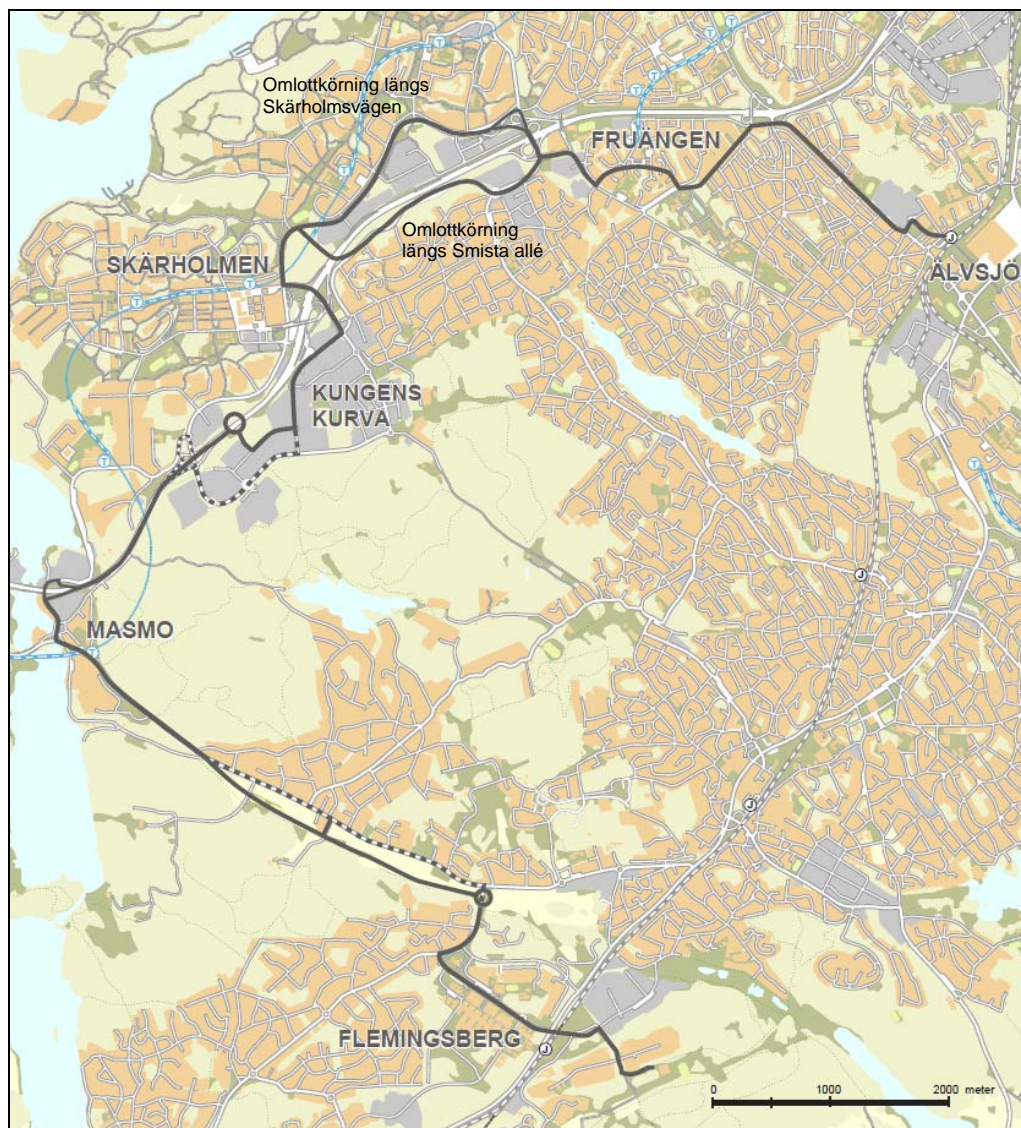 Omlottkörning längs
Skärholmsvägen
FRUÄNGEN
Omlottkörning
längs Smista allé
SKÄRHOLMEN
ÄLVSJÖ
KUNGENS
KURVA
MASMO
FLEMINGSBERG
0 1000 2000 meter
T
T
T
T
T
T
T
T
T
T
J
J
J
J